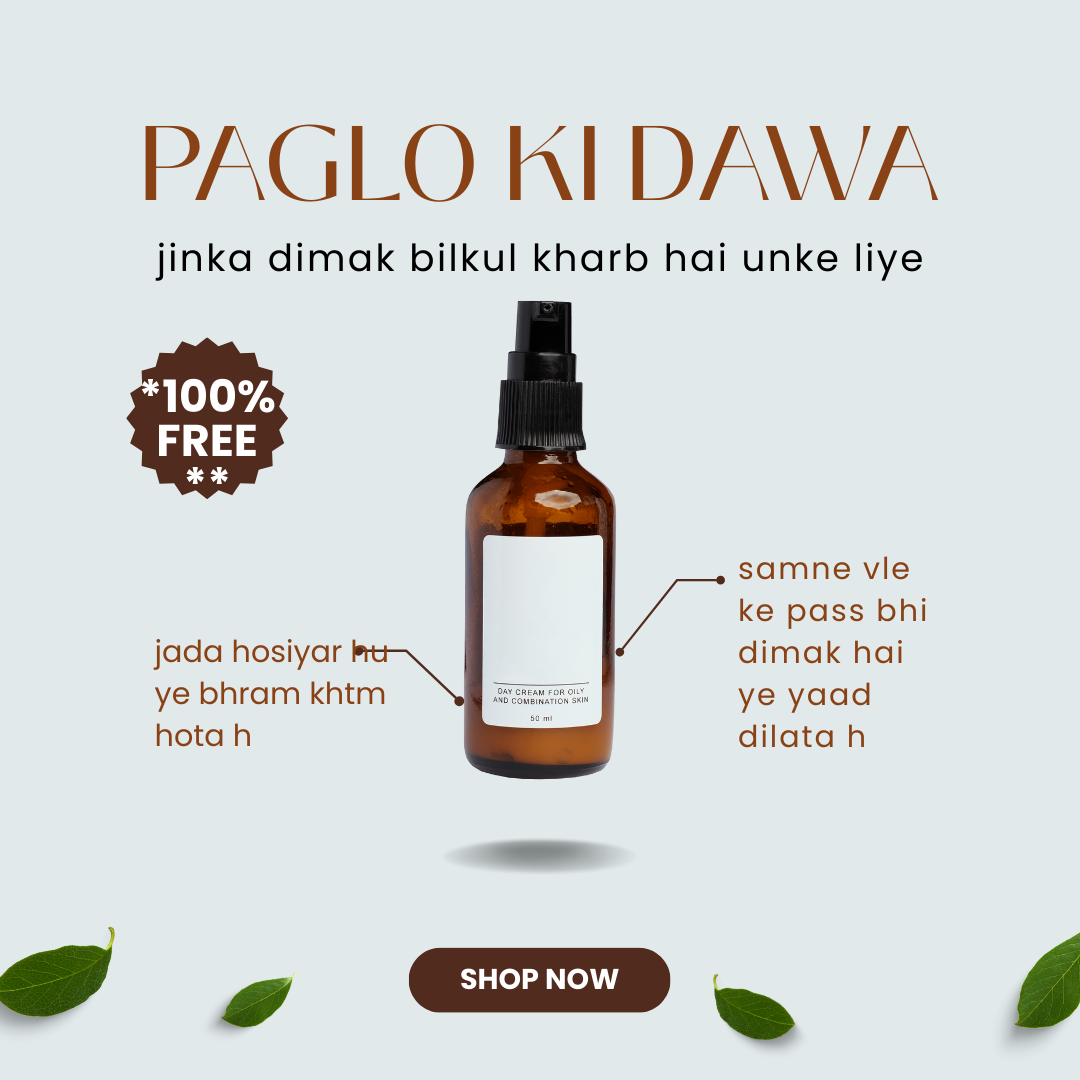 PAGLO KI DAWA
jinka dimak bilkul kharb hai unke liye
*100%
FREE
**
samne vle
ke pass bhi
dimak hai
ye yaad
dilata h
jada hosiyar hu
ye bhram khtm
hota h
DAY CREAM FOR OILY
AND COMBINATION SKIN
50 ml
SHOP NOW